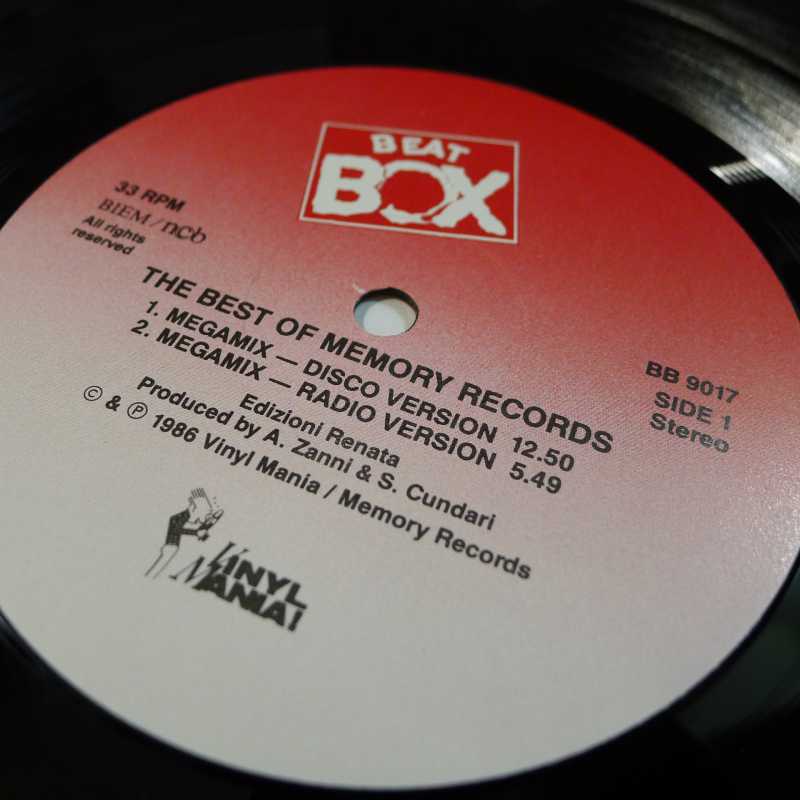 BEAT
BOX
33 RPM
BIEM/ncb
All rights
reserved
THE BEST OF MEMORY RECORDS
1. MEGAMIX — DISCO VERSION 12.50
2. MEGAMIX — RADIO VERSION 5.49
BB 9017
SIDE 1
Stereo
Edizioni Renata
Produced by A. Zanni & S. Cundari
© & ℗ 1986 Vinyl Mania / Memory Records
VINYL
MANIA!